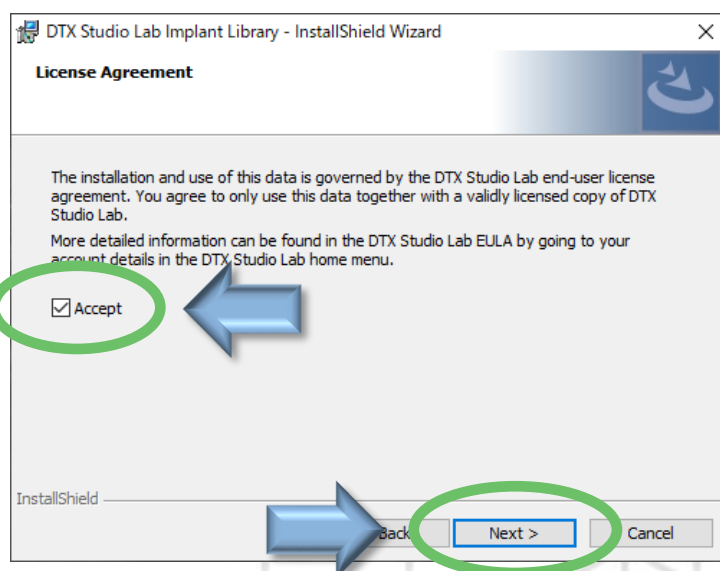 DTX Studio Lab Implant Library - InstallShield Wizard
License Agreement
The installation and use of this data is governed by the DTX Studio Lab end-user license
agreement. You agree to only use this data together with a validly licensed copy of DTX
Studio Lab.
More detailed information can be found in the DTX Studio Lab EULA by going to your
account details in the DTX Studio Lab home menu.
Accept
InstallShield
Back
Next >
Cancel